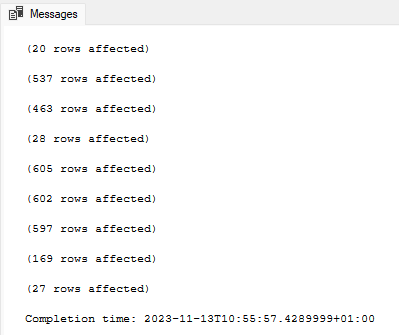 Messages
(20 rows affected)
(537 rows affected)
(463 rows affected)
(28 rows affected)
(605 rows affected)
(602 rows affected)
(597 rows affected)
(169 rows affected)
(27 rows affected)
Completion time: 2023-11-13T10:55:57.4289999+01:00